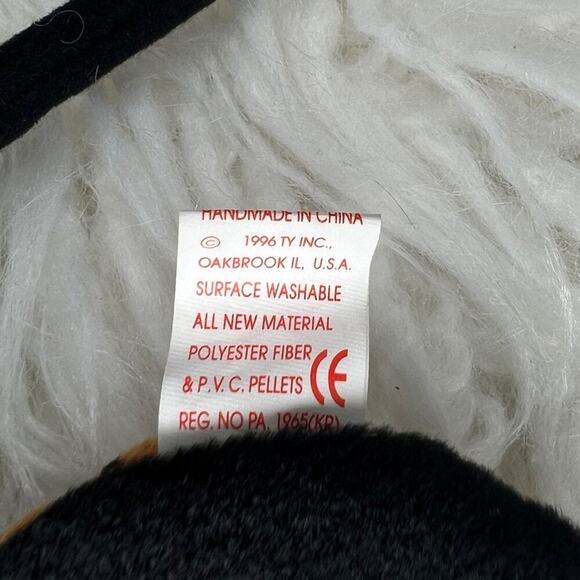 HANDMADE IN CHINA
© 1996 TY INC.,
OAKBROOK IL, U.S.A.
SURFACE WASHABLE
ALL NEW MATERIAL
POLYESTER FIBER
& P.V.C. PELLETS CE
REG. NO PA. 1965(KR)